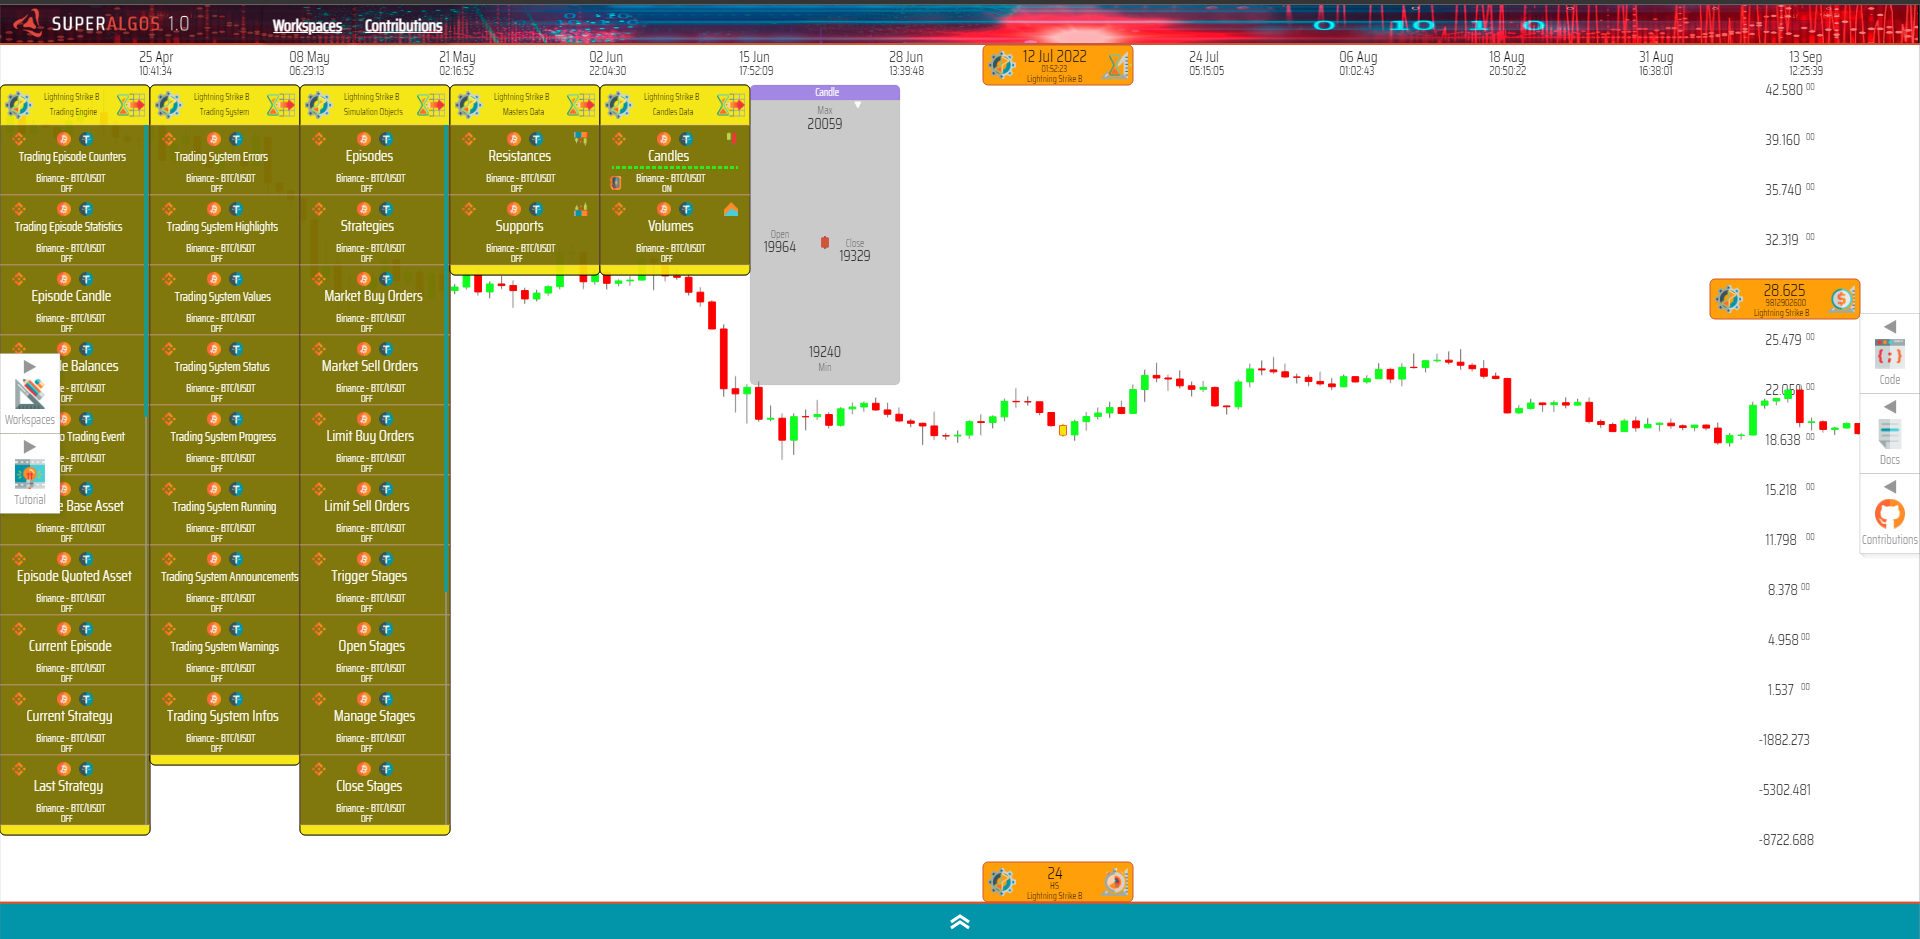 SUPERALGOS 1.0
Workspaces
Contributions
25 Apr
10:41:34
08 May
06:29:13
21 May
02:16:52
02 Jun
22:04:30
15 Jun
17:52:09
28 Jun
13:39:48
12 Jul 2022
01:52:23
Lightning Strike B
24 Jul
05:15:05
06 Aug
01:02:43
18 Aug
20:50:22
31 Aug
16:38:01
13 Sep
12:25:39
Lightning Strike B
Trading Engine
Trading Episode Counters
Binance - BTC/USDT
OFF
Trading Episode Statistics
Binance - BTC/USDT
OFF
Episode Candle
Binance - BTC/USDT
OFF
le Balances
e - BTC/USDT
OFF
o Trading Event
e - BTC/USDT
OFF
e Base Asset
Binance - BTC/USDT
OFF
Episode Quoted Asset
Binance - BTC/USDT
OFF
Current Episode
Binance - BTC/USDT
OFF
Current Strategy
Binance - BTC/USDT
OFF
Last Strategy
Binance - BTC/USDT
OFF
Lightning Strike B
Trading System
Trading System Errors
Binance - BTC/USDT
OFF
Trading System Highlights
Binance - BTC/USDT
OFF
Trading System Values
Binance - BTC/USDT
OFF
Trading System Status
Binance - BTC/USDT
OFF
Trading System Progress
Binance - BTC/USDT
OFF
Trading System Running
Binance - BTC/USDT
OFF
Trading System Announcements
Binance - BTC/USDT
OFF
Trading System Warnings
Binance - BTC/USDT
OFF
Trading System Infos
Binance - BTC/USDT
OFF
Lightning Strike B
Simulation Objects
Episodes
Binance - BTC/USDT
OFF
Strategies
Binance - BTC/USDT
OFF
Market Buy Orders
Binance - BTC/USDT
OFF
Market Sell Orders
Binance - BTC/USDT
OFF
Limit Buy Orders
Binance - BTC/USDT
OFF
Limit Sell Orders
Binance - BTC/USDT
OFF
Trigger Stages
Binance - BTC/USDT
OFF
Open Stages
Binance - BTC/USDT
OFF
Manage Stages
Binance - BTC/USDT
OFF
Close Stages
Binance - BTC/USDT
OFF
Lightning Strike B
Masters Data
Resistances
Binance - BTC/USDT
OFF
Supports
Binance - BTC/USDT
OFF
Lightning Strike B
Candles Data
Candles
Binance - BTC/USDT
ON
Volumes
Binance - BTC/USDT
OFF
Candle
Max
20059
Open
19964
Close
19329
19240
Min
Workspaces
Tutorial
42.580 00
39.160 00
35.740 00
32.319 00
28.625
9812902600
Lightning Strike B
25.479 00
22.059 00
18.638 00
15.218 00
11.798 00
8.378 00
4.958 00
1.537 00
-1882.273
-5302.481
-8722.688
Code
Docs
Contributions
24
HS
Lightning Strike B